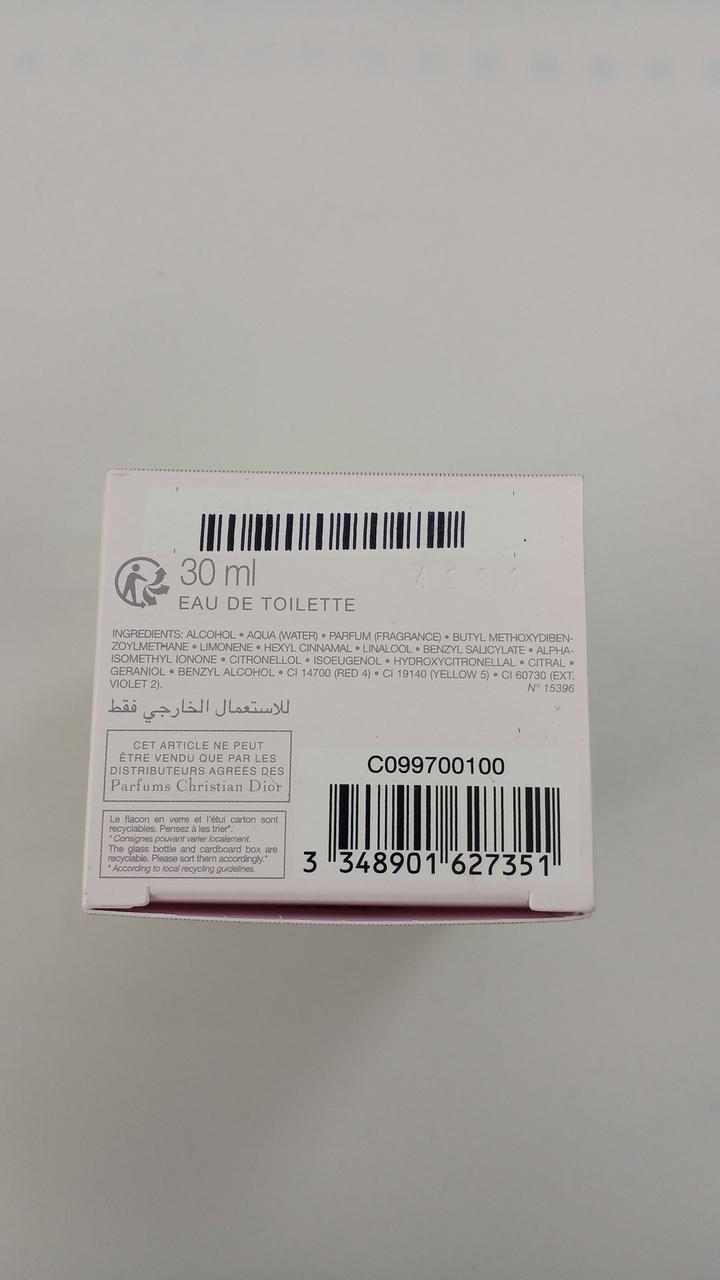 30 ml
EAU DE TOILETTE
INGREDIENTS: ALCOHOL • AQUA (WATER) • PARFUM (FRAGRANCE) • BUTYL METHOXYDIBEN-
ZOYLMETHANE • LIMONENE • HEXYL CINNAMAL • LINALOOL • BENZYL SALICYLATE • ALPHA-
ISOMETHYL IONONE • CITRONELLOL • ISOEUGENOL • HYDROXYCITRONELLAL • CITRAL •
GERANIOL • BENZYL ALCOHOL • CI 14700 (RED 4) • CI 19140 (YELLOW 5) • CI 60730 (EXT.
VIOLET 2).
N° 15396
للاستعمال الخارجي فقط
CET ARTICLE NE PEUT
ÊTRE VENDU QUE PAR LES
DISTRIBUTEURS AGRÉÉS DES
Parfums Christian Dior
Le flacon en verre et l'étui carton sont
recyclables. Pensez à les trier*.
* Consignes pouvant varier localement.
The glass bottle and cardboard box are
recyclable. Please sort them accordingly.*
* According to local recycling guidelines.
C099700100
3 348901 627351